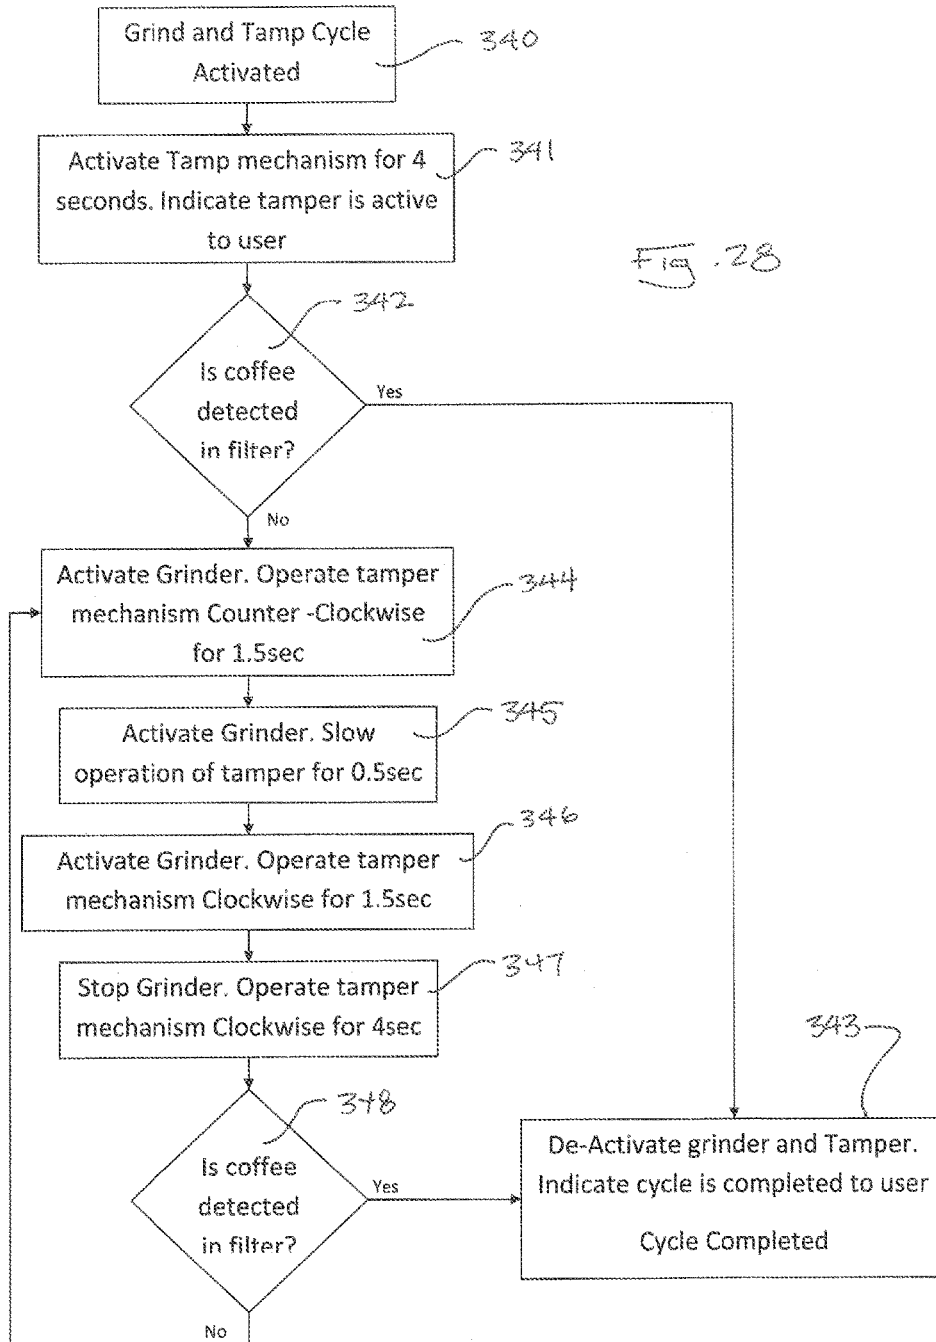 Grind and Tamp Cycle
Activated
340
Activate Tamp mechanism for 4
seconds. Indicate tamper is active
to user
341
Fig. 28
342
Is coffee
detected
in filter?
Yes
No
Activate Grinder. Operate tamper
mechanism Counter -Clockwise
for 1.5sec
344
Activate Grinder. Slow
operation of tamper for 0.5sec
345
Activate Grinder. Operate tamper
mechanism Clockwise for 1.5sec
346
Stop Grinder. Operate tamper
mechanism Clockwise for 4sec
347
348
Is coffee
detected
in filter?
Yes
No
343
De-Activate grinder and Tamper.
Indicate cycle is completed to user
Cycle Completed